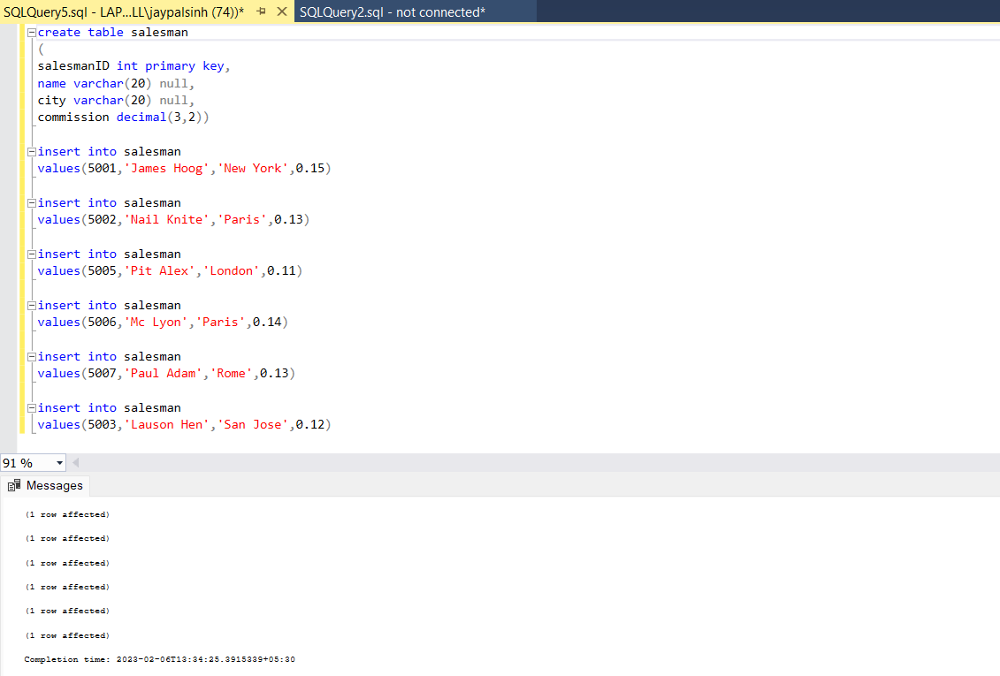 SQLQuery5.sql - LAP...LL\jaypalsinh (74))* SQLQuery2.sql - not connected*
create table salesman
(
salesmanID int primary key,
name varchar(20) null,
city varchar(20) null,
commission decimal(3,2))
insert into salesman
values(5001,'James Hoog','New York',0.15)
insert into salesman
values(5002,'Nail Knite','Paris',0.13)
insert into salesman
values(5005,'Pit Alex','London',0.11)
insert into salesman
values(5006,'Mc Lyon','Paris',0.14)
insert into salesman
values(5007,'Paul Adam','Rome',0.13)
insert into salesman
values(5003,'Lauson Hen','San Jose',0.12)
91 %
Messages
(1 row affected)
(1 row affected)
(1 row affected)
(1 row affected)
(1 row affected)
(1 row affected)
Completion time: 2023-02-06T13:34:25.3915339+05:30